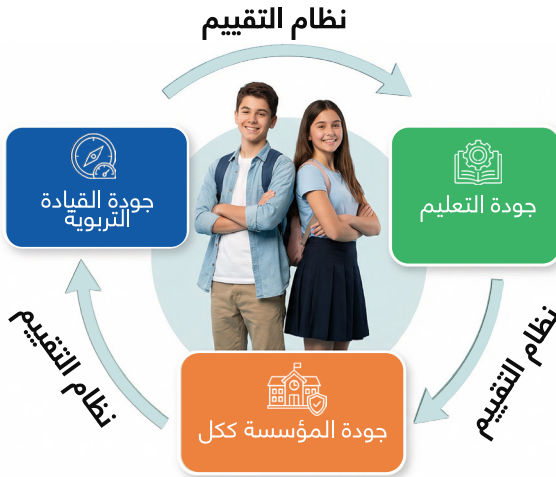 نظام التقييم
جودة القيادة
التربوية
جودة التعليم
نظام التقييم
نظام التقييم
جودة المؤسسة ككل